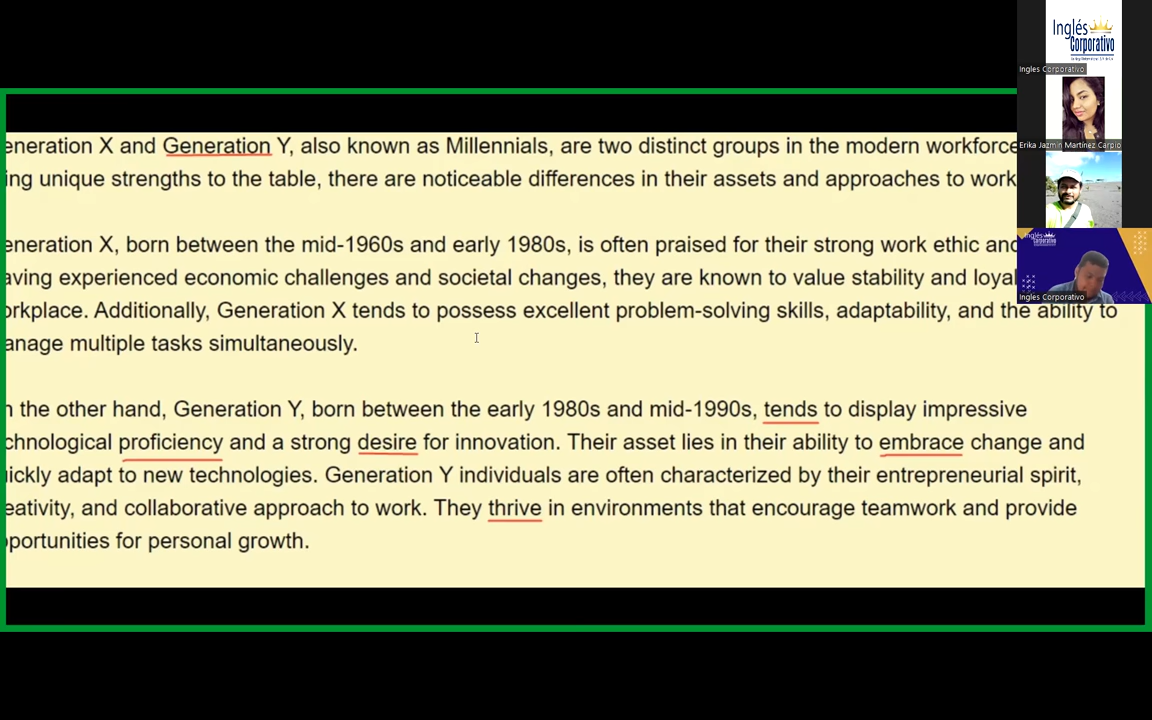 eneration X and Generation Y, also known as Millennials, are two distinct groups in the modern workforce
ing unique strengths to the table, there are noticeable differences in their assets and approaches to work
eneration X, born between the mid-1960s and early 1980s, is often praised for their strong work ethic and
aving experienced economic challenges and societal changes, they are known to value stability and loyal
orkplace. Additionally, Generation X tends to possess excellent problem-solving skills, adaptability, and the ability to
anage multiple tasks simultaneously.
n the other hand, Generation Y, born between the early 1980s and mid-1990s, tends to display impressive
chnological proficiency and a strong desire for innovation. Their asset lies in their ability to embrace change and
uickly adapt to new technologies. Generation Y individuals are often characterized by their entrepreneurial spirit,
eativity, and collaborative approach to work. They thrive in environments that encourage teamwork and provide
pportunities for personal growth.
Inglés
Corporativo
Ingles Corporativo
Erika Jazmin Martínez Carpio
Inglés
Corporativo
Ingles Corporativo